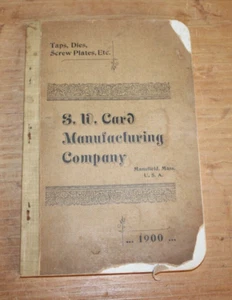 Taps, Dies,
Screw Plates, Etc.
S. W. Card
Manufacturing
Company
Mansfield, Mass.
U. S. A.
... 1900 ...